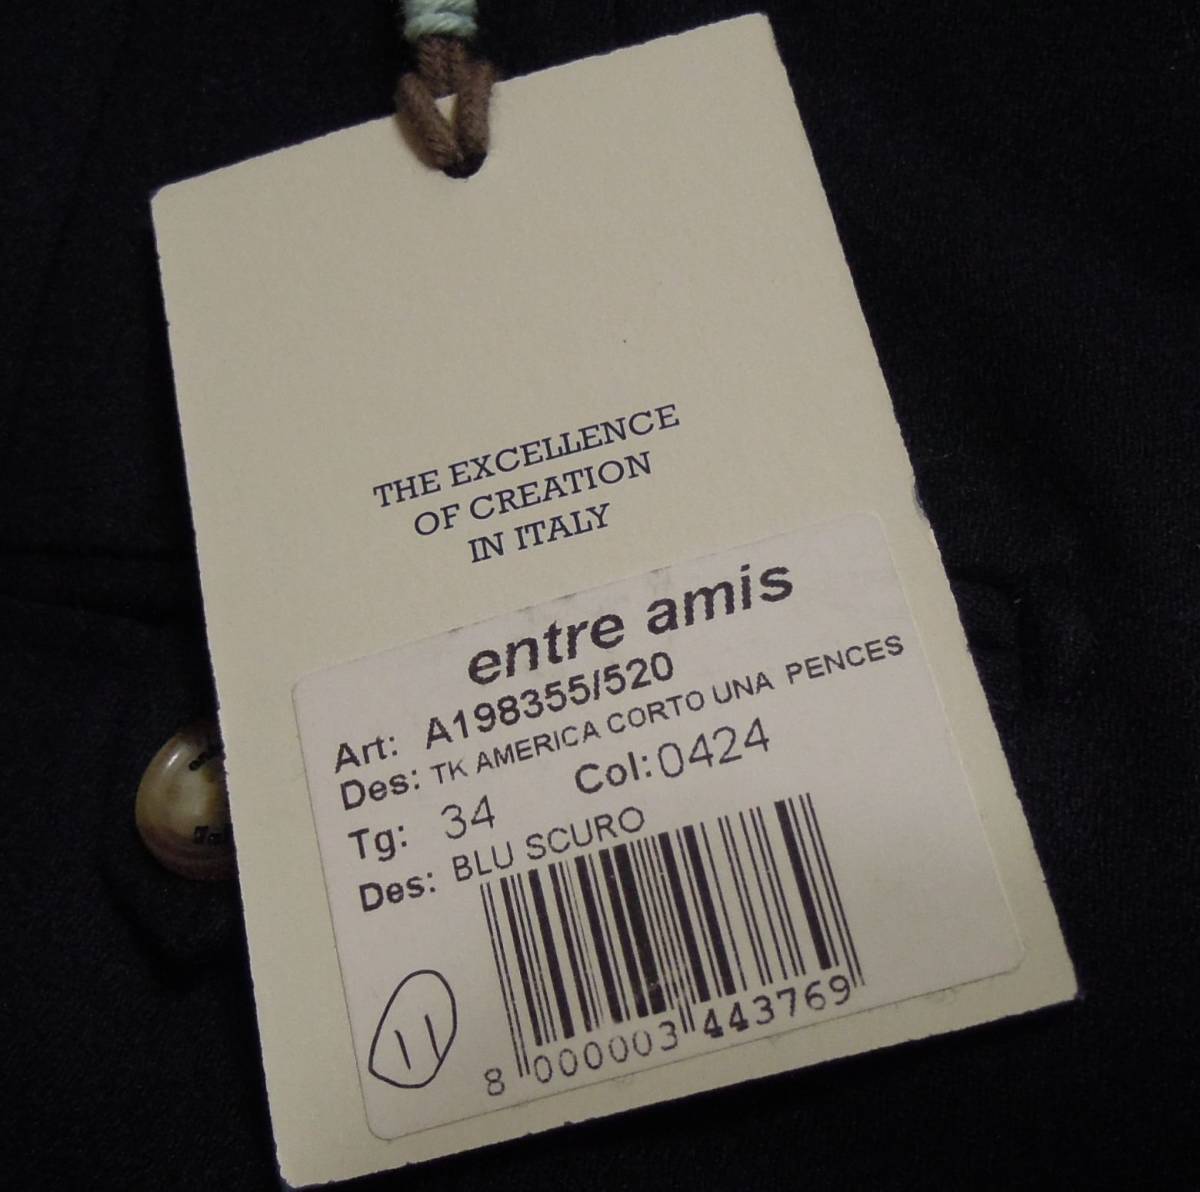 THE EXCELLENCE
OF CREATION
IN ITALY
entre amis
Art: A198355/520
Des: TK AMERICA CORTO UNA PENCES
Tg: 34 Col: 0424
Des: BLU SCURO
11
8 000003 443769